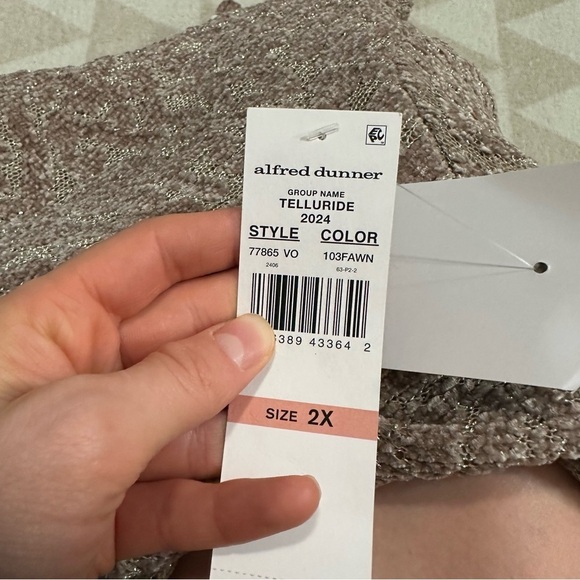 alfred dunner
GROUP NAME
TELLURIDE
2024
STYLE COLOR
77865 VO 103FAWN
2406 63-P2-2
389 43364 2
SIZE 2X